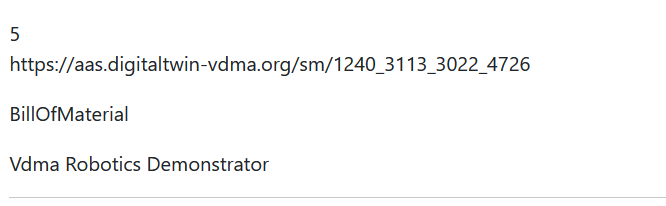 5
https://aas.digitaltwin-vdma.org/sm/1240_3113_3022_4726
BillOfMaterial
Vdma Robotics Demonstrator